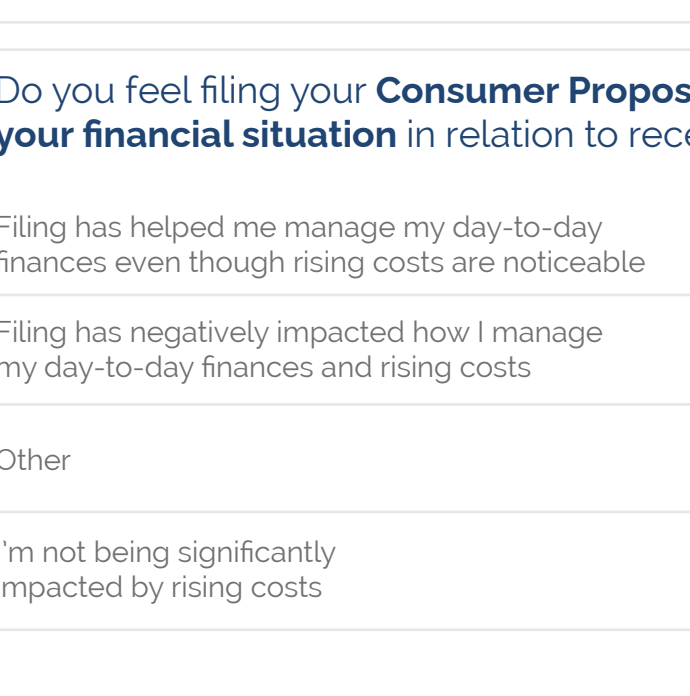 Do you feel filing your Consumer Propos
your financial situation in relation to rece
Filing has helped me manage my day-to-day
finances even though rising costs are noticeable
Filing has negatively impacted how I manage
my day-to-day finances and rising costs
Other
I'm not being significantly
impacted by rising costs